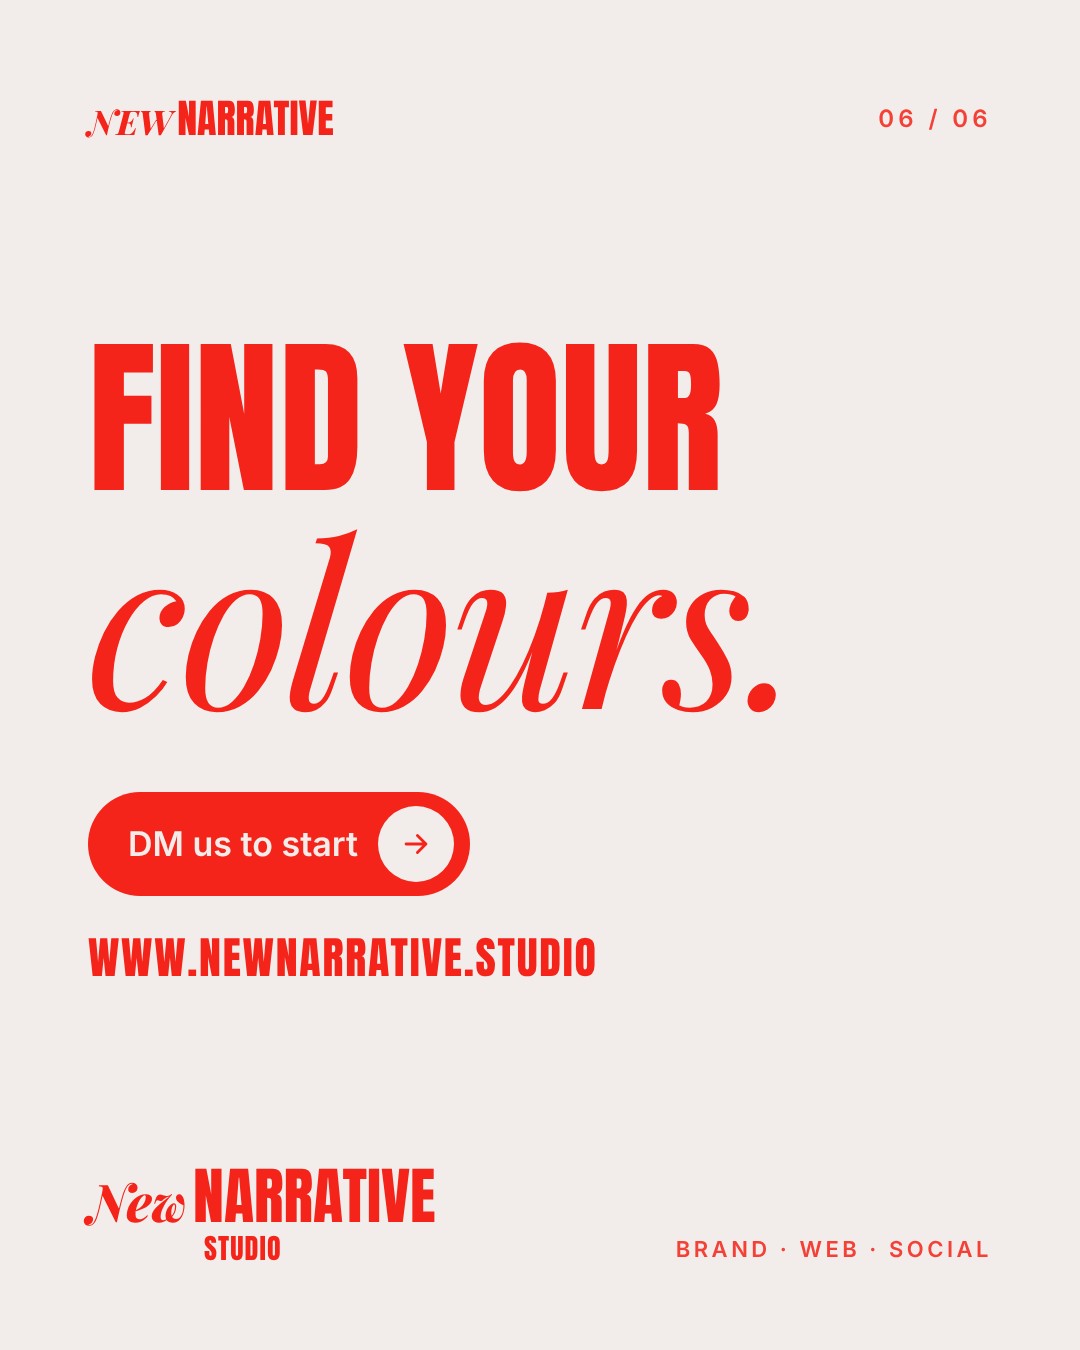 NEW NARRATIVE
06 / 06
FIND YOUR
colours.
DM us to start →
WWW.NEWNARRATIVE.STUDIO
New NARRATIVE
STUDIO
BRAND · WEB · SOCIAL